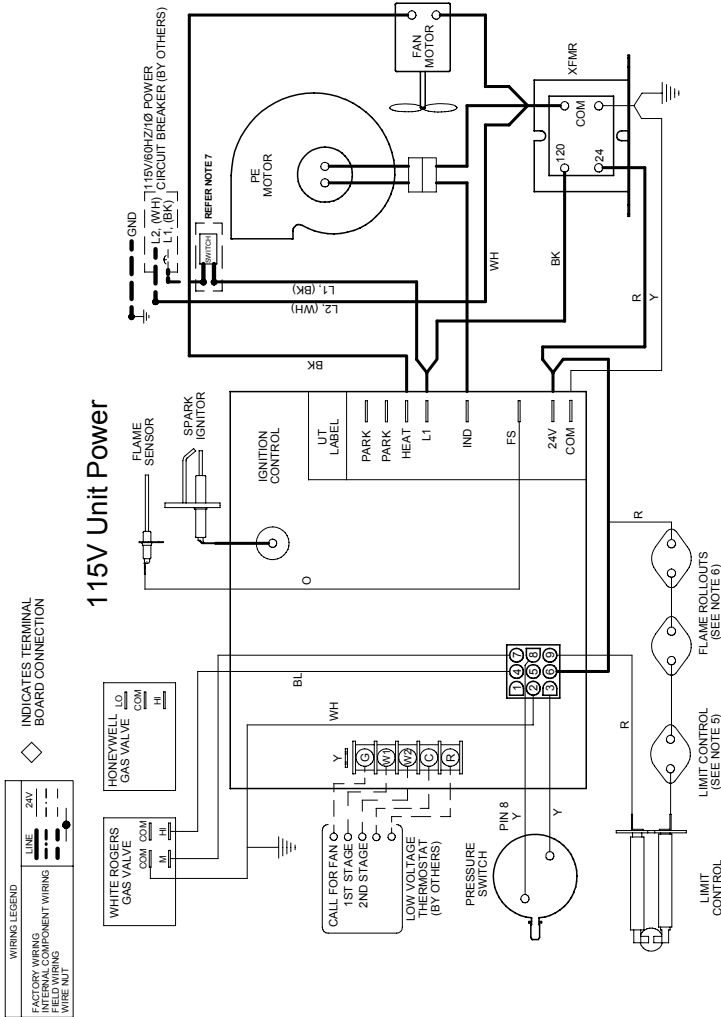 WIRING LEGEND
LINE
24V
FACTORY WIRING
INTERNAL COMPONENT WIRING
FIELD WIRING
WIRE NUT
INDICATES TERMINAL
BOARD CONNECTION
115V Unit Power
WHITE ROGERS
GAS VALVE
COM
COM
M
HI
HONEYWELL
GAS VALVE
LO
COM
HI
FLAME
SENSOR
SPARK
IGNITOR
GND
L2, (WH)
L1, (BK)
115V/60HZ/1Ø POWER
CIRCUIT BREAKER (BY OTHERS)
SWITCH
REFER NOTE 7
L1, (BK)
L2, (WH)
BK
FAN
MOTOR
PE
MOTOR
WH
BK
XFMR
COM
120
24
R
Y
IGNITION
CONTROL
UT
LABEL
PARK
PARK
HEAT
L1
IND
FS
24V
COM
O
BL
WH
1
4
7
2
5
8
3
6
9
Y
G
W1
W2
C
R
CALL FOR FAN
1ST STAGE
2ND STAGE
LOW VOLTAGE
THERMOSTAT
(BY OTHERS)
PIN 8
Y
Y
PRESSURE
SWITCH
R
R
LIMIT
CONTROL
LIMIT CONTROL
(SEE NOTE 5)
FLAME ROLLOUTS
(SEE NOTE 6)